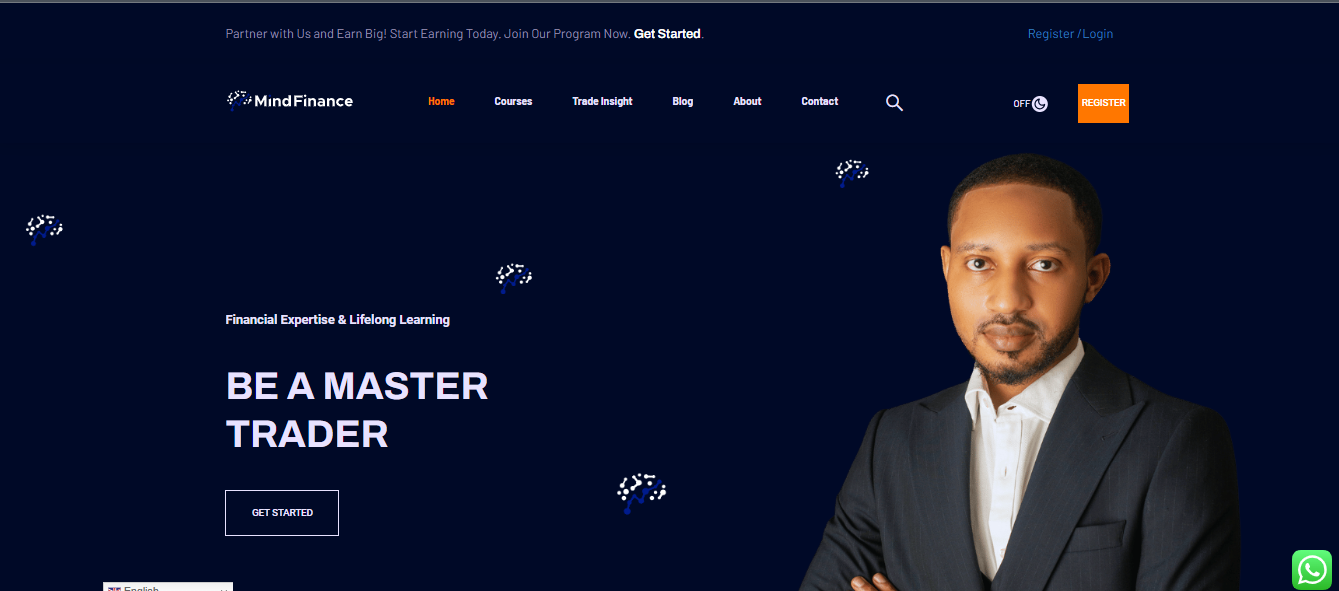 Partner with Us and Earn Big! Start Earning Today. Join Our Program Now. Get Started.
Register /Login
MindFinance
Home
Courses
Trade Insight
Blog
About
Contact
OFF
REGISTER
Financial Expertise & Lifelong Learning
BE A MASTER
TRADER
GET STARTED
English